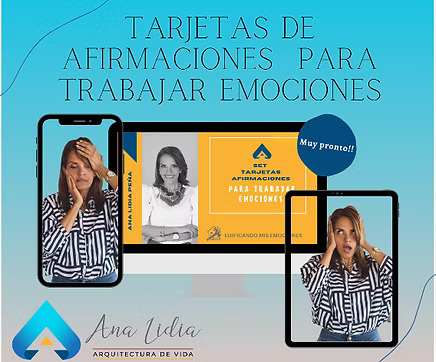 TARJETAS DE
AFIRMACIONES PARA
TRABAJAR EMOCIONES
Muy pronto!!
ANA LIDIA PEÑA
SET
TARJETAS
AFIRMACIONES
PARA TRABAJAR
EMOCIONES
EDIFICANDO MIS EMOCIONES
Ana Lidia
ARQUITECTURA DE VIDA